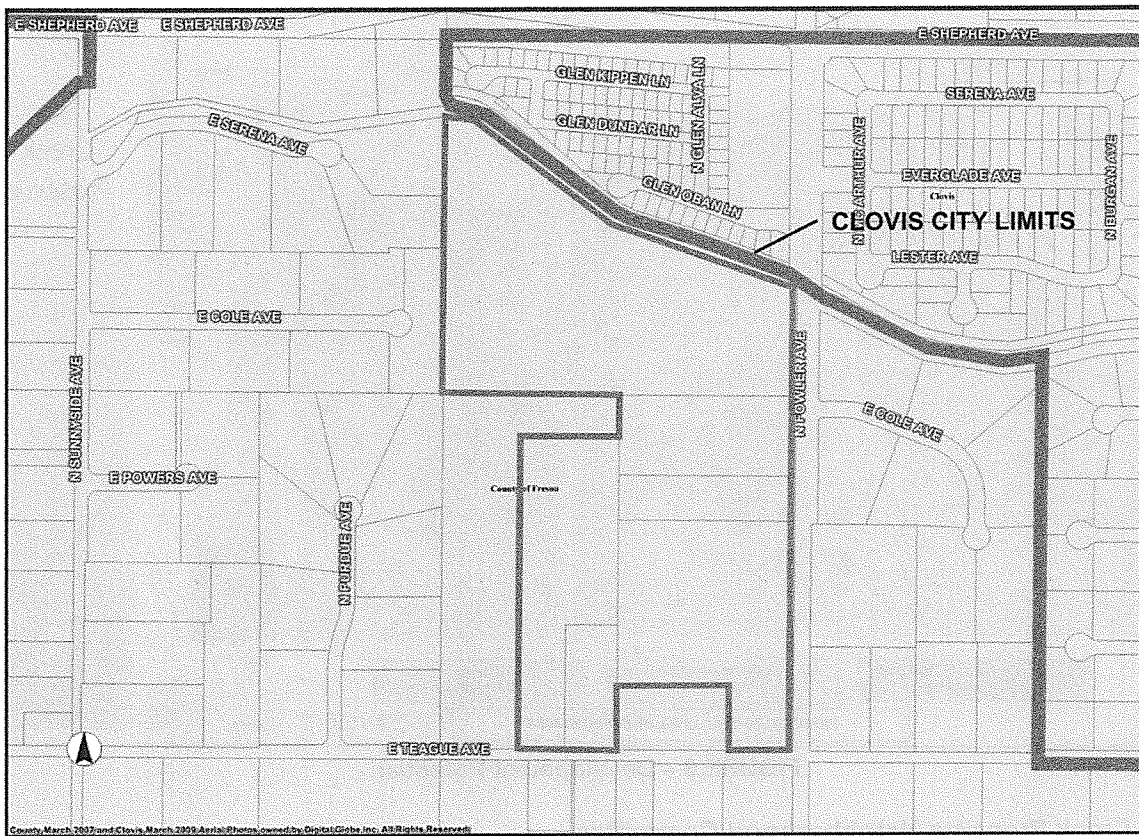 E SHEPHERD AVE
E SHEPHERD AVE
E SHEPHERD AVE
GLEN KIPPEN LN
N GLEN ALVA LN
SERENA AVE
E SERENA AVE
GLEN DUNBAR LN
N MC ARTHUR AVE
EVERGLADE AVE
N BURGAN AVE
Clovis
GLEN OBAN LN
CLOVIS CITY LIMITS
LESTER AVE
E COLE AVE
N SUNNYSIDE AVE
N FOWLER AVE
E COLE AVE
E POWERS AVE
County of Fresno
N PURDUE AVE
E TEAGUE AVE
County, March 2007 and Clovis, March 2009 Aerial Photos owned by Digital Globe Inc. All Rights Reserved